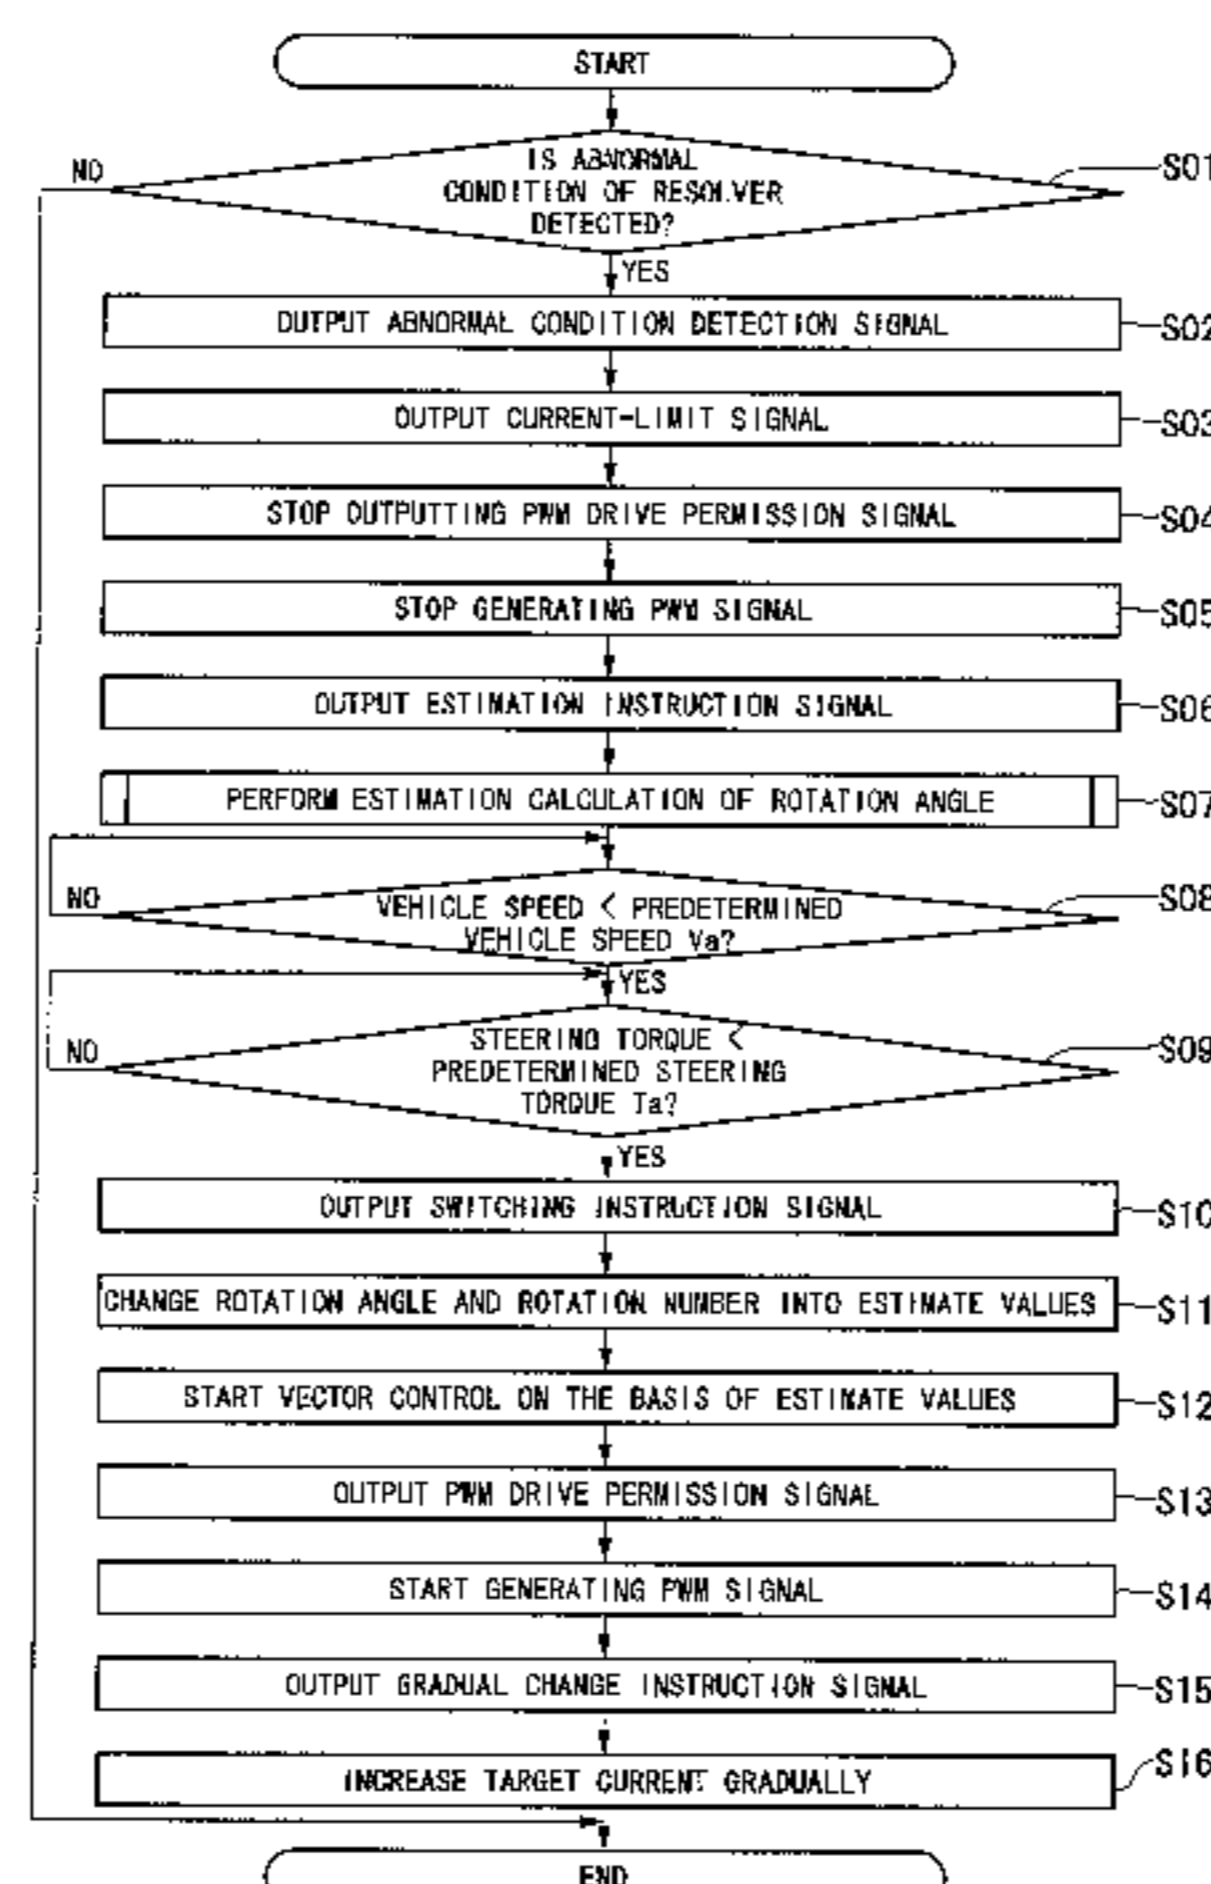 START
NO
IS ABNORMAL
CONDITION OF RESOLVER
DETECTED?
S01
YES
OUTPUT ABNORMAL CONDITION DETECTION SIGNAL
S02
OUTPUT CURRENT-LIMIT SIGNAL
S03
STOP OUTPUTTING PWM DRIVE PERMISSION SIGNAL
S04
STOP GENERATING PWM SIGNAL
S05
OUTPUT ESTIMATION INSTRUCTION SIGNAL
S06
PERFORM ESTIMATION CALCULATION OF ROTATION ANGLE
S07
NO
VEHICLE SPEED < PREDETERMINED
VEHICLE SPEED Va?
S08
YES
NO
STEERING TORQUE <
PREDETERMINED STEERING
TORQUE Ta?
S09
YES
OUTPUT SWITCHING INSTRUCTION SIGNAL
S10
CHANGE ROTATION ANGLE AND ROTATION NUMBER INTO ESTIMATE VALUES
S11
START VECTOR CONTROL ON THE BASIS OF ESTIMATE VALUES
S12
OUTPUT PWM DRIVE PERMISSION SIGNAL
S13
START GENERATING PWM SIGNAL
S14
OUTPUT GRADUAL CHANGE INSTRUCTION SIGNAL
S15
INCREASE TARGET CURRENT GRADUALLY
S16
END